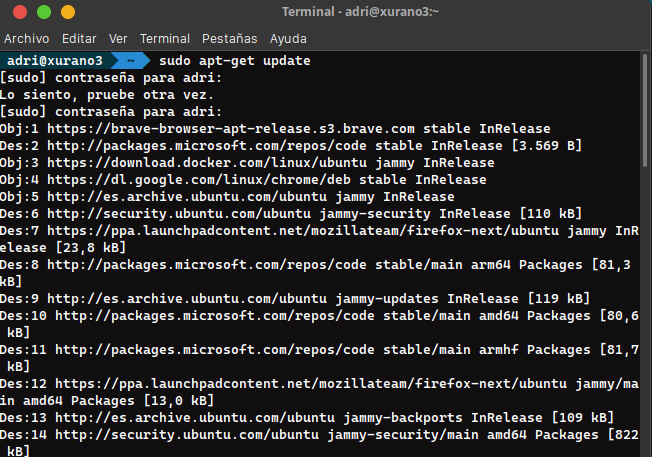 Terminal - adri@xurano3:~
Archivo Editar Ver Terminal Pestañas Ayuda
adri@xurano3 ~ sudo apt-get update
[sudo] contraseña para adri:
Lo siento, pruebe otra vez.
[sudo] contraseña para adri:
Obj:1 https://brave-browser-apt-release.s3.brave.com stable InRelease
Des:2 http://packages.microsoft.com/repos/code stable InRelease [3.569 B]
Obj:3 https://download.docker.com/linux/ubuntu jammy InRelease
Obj:4 https://dl.google.com/linux/chrome/deb stable InRelease
Obj:5 http://es.archive.ubuntu.com/ubuntu jammy InRelease
Des:6 http://security.ubuntu.com/ubuntu jammy-security InRelease [110 kB]
Des:7 https://ppa.launchpadcontent.net/mozillateam/firefox-next/ubuntu jammy InR
elease [23,8 kB]
Des:8 http://packages.microsoft.com/repos/code stable/main arm64 Packages [81,3
kB]
Des:9 http://es.archive.ubuntu.com/ubuntu jammy-updates InRelease [119 kB]
Des:10 http://packages.microsoft.com/repos/code stable/main amd64 Packages [80,6
kB]
Des:11 http://packages.microsoft.com/repos/code stable/main armhf Packages [81,7
kB]
Des:12 https://ppa.launchpadcontent.net/mozillateam/firefox-next/ubuntu jammy/ma
in amd64 Packages [13,0 kB]
Des:13 http://es.archive.ubuntu.com/ubuntu jammy-backports InRelease [109 kB]
Des:14 http://security.ubuntu.com/ubuntu jammy-security/main amd64 Packages [822
kB]